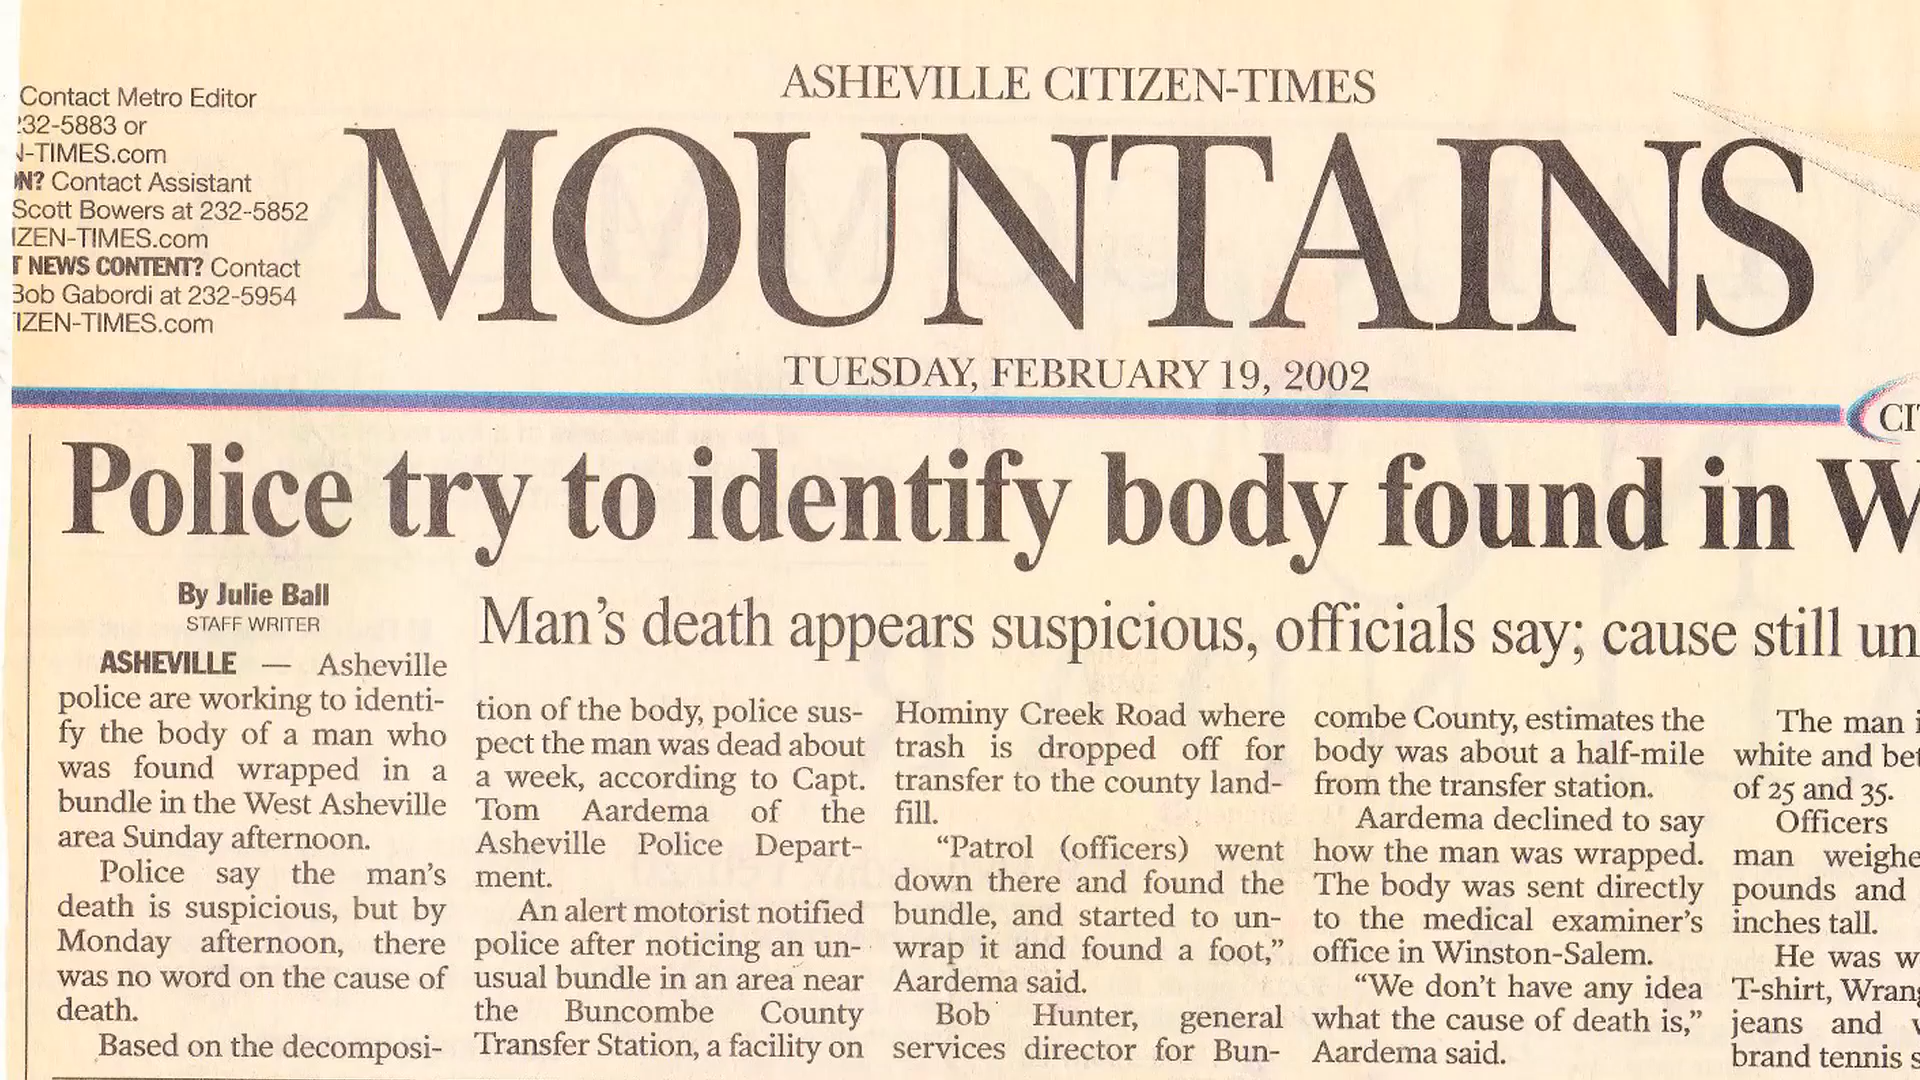 Contact Metro Editor
232-5883 or
N-TIMES.com
N? Contact Assistant
Scott Bowers at 232-5852
IZEN-TIMES.com
T NEWS CONTENT? Contact
Bob Gabordi at 232-5954
TIZEN-TIMES.com
ASHEVILLE CITIZEN-TIMES
MOUNTAINS
TUESDAY, FEBRUARY 19, 2002
CI
Police try to identify body found in W
By Julie Ball
STAFF WRITER
Man’s death appears suspicious, officials say; cause still un
ASHEVILLE — Asheville
police are working to identi-
fy the body of a man who
was found wrapped in a
bundle in the West Asheville
area Sunday afternoon.
Police say the man’s
death is suspicious, but by
Monday afternoon, there
was no word on the cause of
death.
Based on the decomposi-
tion of the body, police sus-
pect the man was dead about
a week, according to Capt.
Tom Aardema of the
Asheville Police Depart-
ment.
An alert motorist notified
police after noticing an un-
usual bundle in an area near
the Buncombe County
Transfer Station, a facility on
Hominy Creek Road where
trash is dropped off for
transfer to the county land-
fill.
“Patrol (officers) went
down there and found the
bundle, and started to un-
wrap it and found a foot,”
Aardema said.
Bob Hunter, general
services director for Bun-
combe County, estimates the
body was about a half-mile
from the transfer station.
Aardema declined to say
how the man was wrapped.
The body was sent directly
to the medical examiner’s
office in Winston-Salem.
“We don’t have any idea
what the cause of death is,”
Aardema said.
The man i
white and bet
of 25 and 35.
Officers
man weighe
pounds and
inches tall.
He was w
T-shirt, Wrang
jeans and
brand tennis s